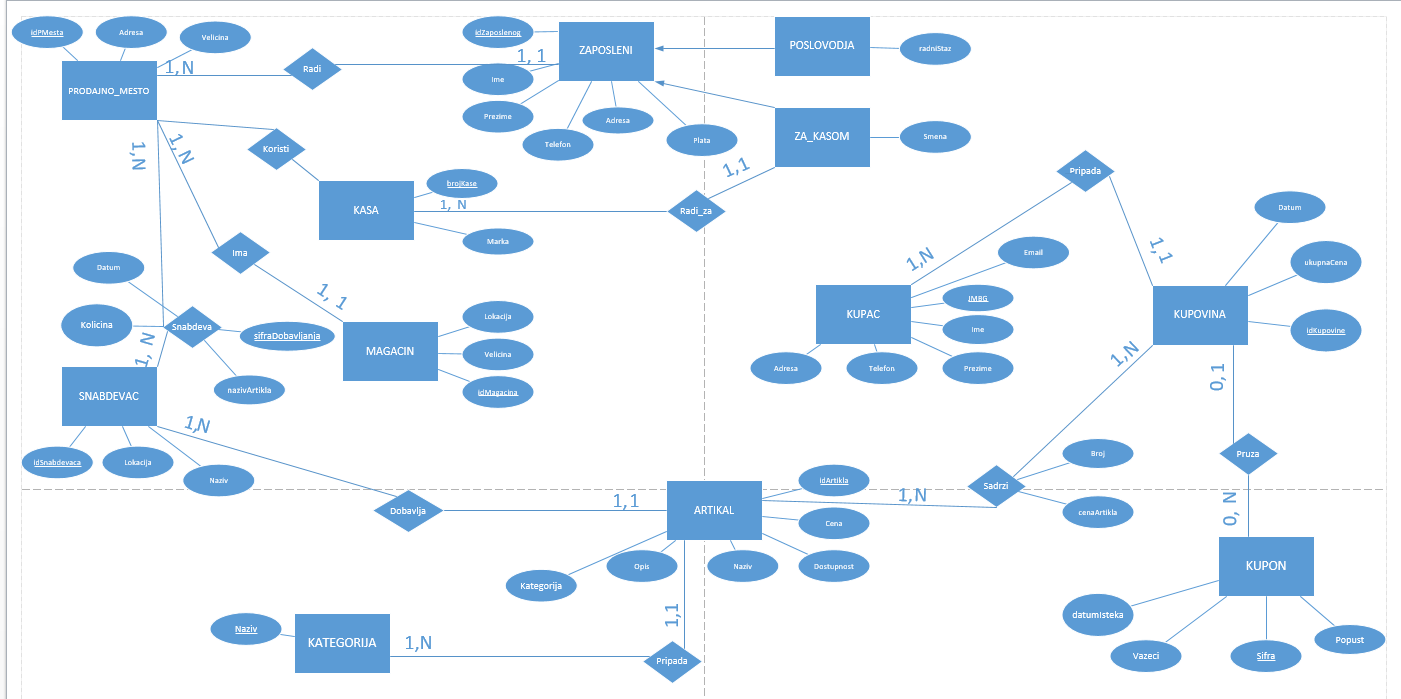 idPMesta
Adresa
Velicina
PRODAJNO_MESTO
1,N
Radi
1, 1
idZaposlenog
ZAPOSLENI
Ime
Prezime
Telefon
Adresa
Plata
POSLOVODJA
radniStaz
ZA_KASOM
Smena
1,N
1,N
Koristi
KASA
brojKase
1, N
Marka
Radi_za
1,1
Pripada
1,N
1,1
Datum
ukupnaCena
idKupovine
KUPOVINA
Email
JMBG
Ime
Prezime
KUPAC
Adresa
Telefon
Ima
1, 1
Datum
Kolicina
Snabdeva
sifraDobavljanja
nazivArtikla
1, N
MAGACIN
Lokacija
Velicina
idMagacina
SNABDEVAC
1,N
idSnabdevaca
Lokacija
Naziv
Dobavlja
1,1
ARTIKAL
idArtikla
Cena
Dostupnost
Naziv
Opis
Kategorija
1,N
Sadrzi
1,N
Broj
cenaArtikla
0,1
Pruza
0, N
KUPON
datumIsteka
Vazeci
Sifra
Popust
1,1
Naziv
KATEGORIJA
1,N
Pripada